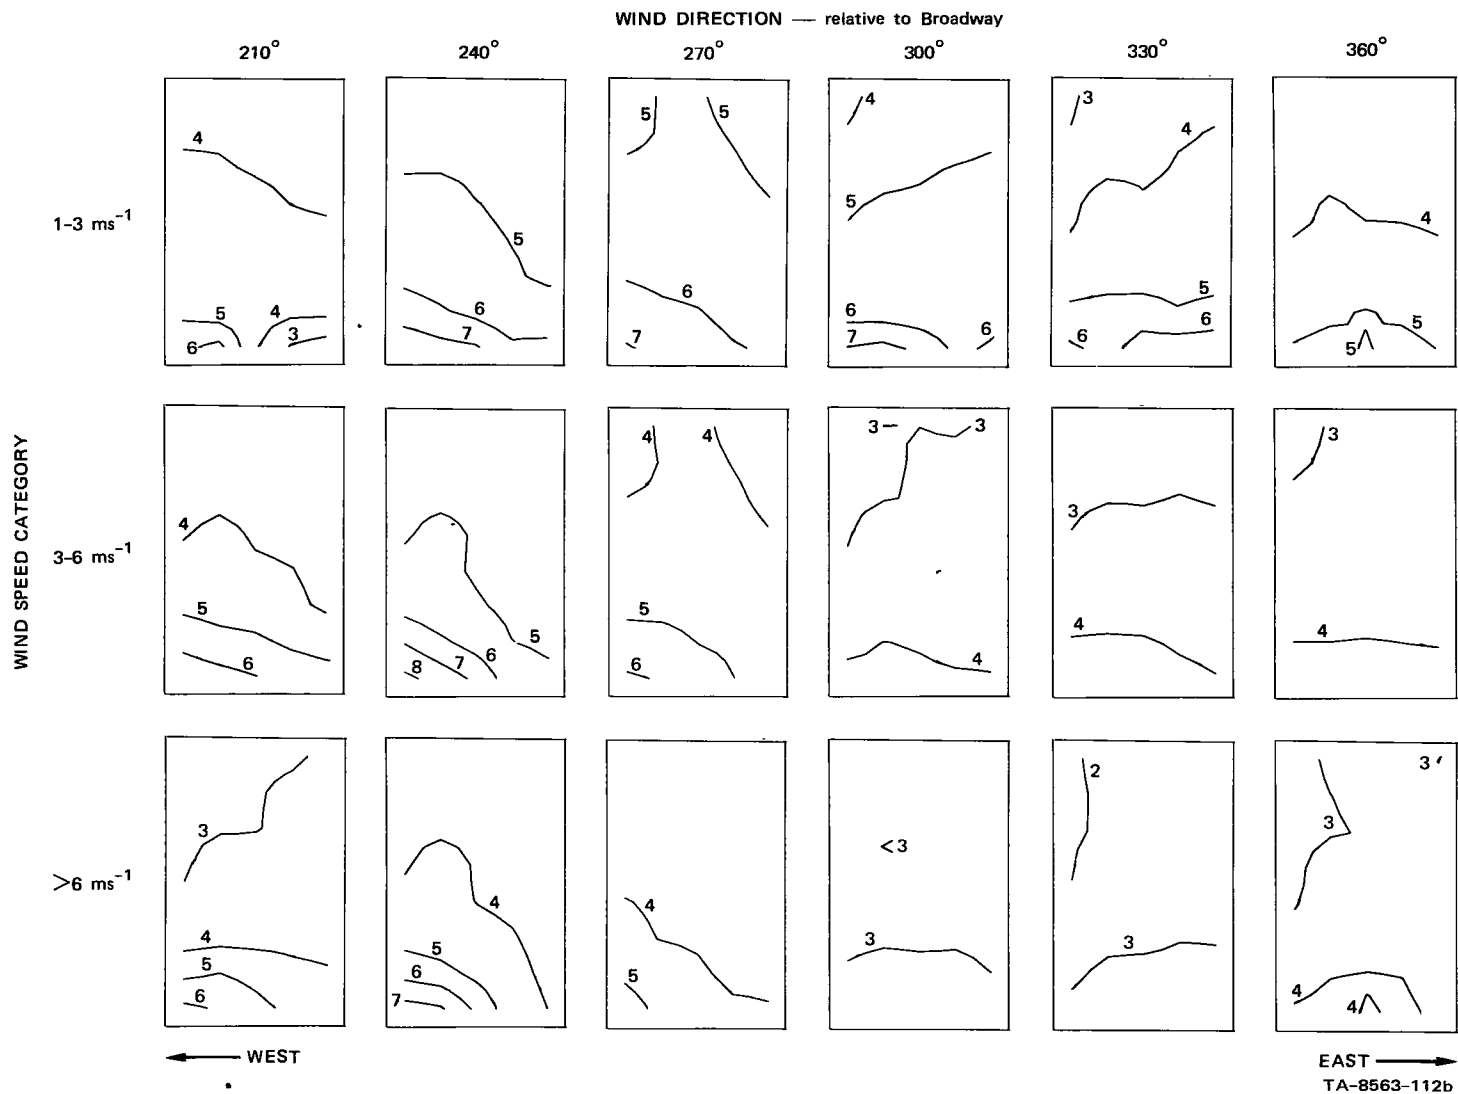 WIND DIRECTION — relative to Broadway
210° 240° 270° 300° 330° 360°
WIND SPEED CATEGORY
1-3 ms⁻¹
4 5 4 3 6
5 6 7
5 5 6 7
4 5 6 7 6
3 4 5 6 6
4 5 5
3-6 ms⁻¹
4 5 6
5 6 7 8
4 4 5 6
3 3 4
3 4
3 4
>6 ms⁻¹
3 4 5 6
4 5 6 7
4 5
<3 3
2 3
3 3 4 4
WEST
EAST
TA-8563-112b